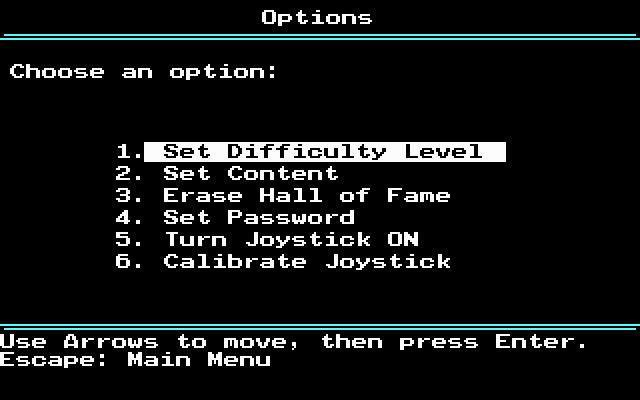 Options
Choose an option:
1. Set Difficulty Level
2. Set Content
3. Erase Hall of Fame
4. Set Password
5. Turn Joystick ON
6. Calibrate Joystick
Use Arrows to move, then press Enter.
Escape: Main Menu